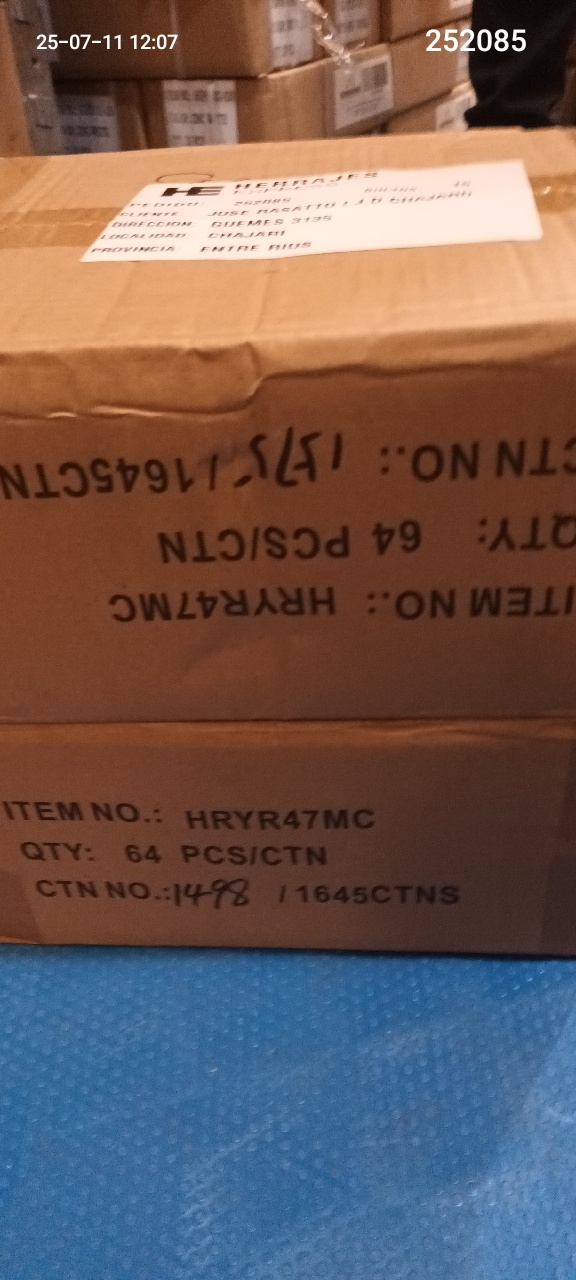 25-07-11 12:07
252085
HE HERRAJES
PEDIDO: 252085
CLIENTE: JOSE RASATTO
DIRECCION: GUEMES 3135
LOCALIDAD: CHAJARI
PROVINCIA: ENTRE RIOS
CTN NO.: / 1645CTN
QTY: 64 PCS/CTN
ITEM NO.: HRYR47MC
ITEM NO.: HRYR47MC
QTY: 64 PCS/CTN
CTN NO.:1498 / 1645CTNS